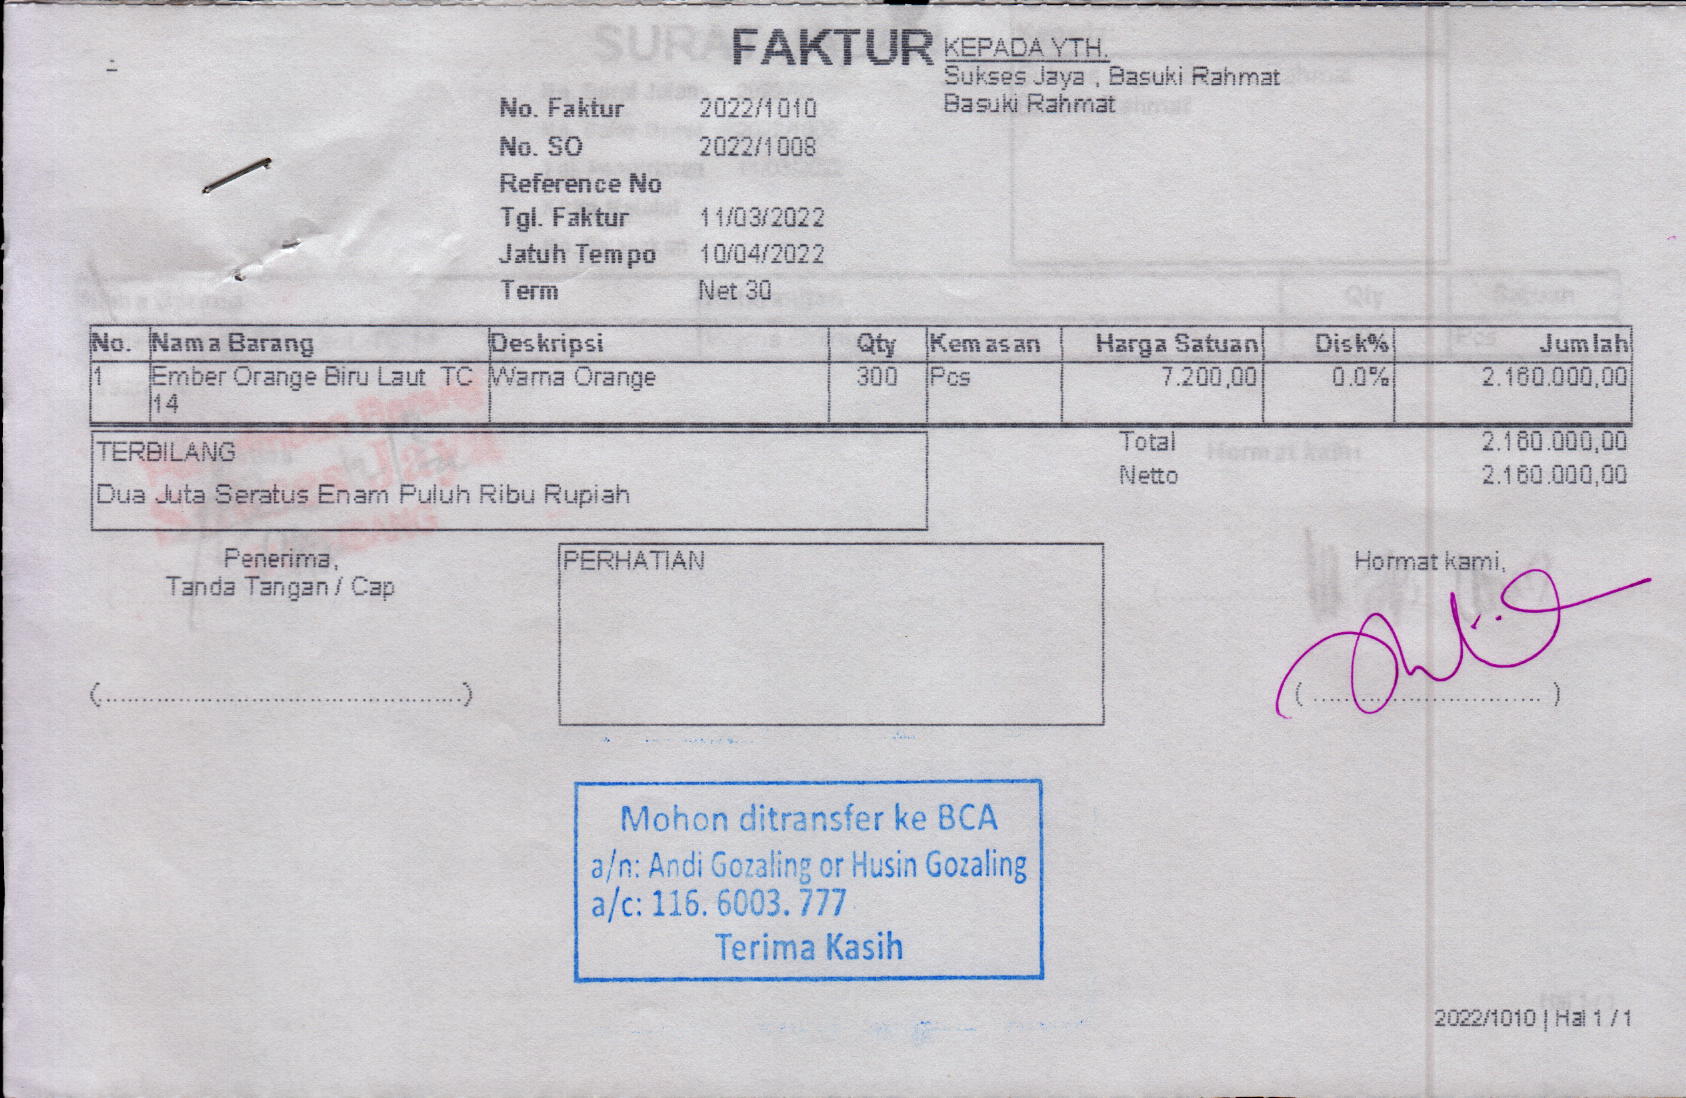 FAKTUR
KEPADA YTH.
Sukses Jaya , Basuki Rahmat
Basuki Rahmat
No. Faktur 2022/1010
No. SO 2022/1008
Reference No
Tgl. Faktur 11/03/2022
Jatuh Tempo 10/04/2022
Term Net 30
No. Nama Barang Deskripsi Qty Kemasan Harga Satuan Disk% Jumlah
1 Ember Orange Biru Laut TC Warna Orange 300 Pcs 7.200,00 0.0% 2.160.000,00
14
TERBILANG
Dua Juta Seratus Enam Puluh Ribu Rupiah
Total 2.160.000,00
Netto 2.160.000,00
Penerima,
Tanda Tangan / Cap
(..............................................)
PERHATIAN
Hormat kami,
( .............................. )
Mohon ditransfer ke BCA
a/n: Andi Gozaling or Husin Gozaling
a/c: 116. 6003. 777
Terima Kasih
2022/1010 | Hal 1 / 1